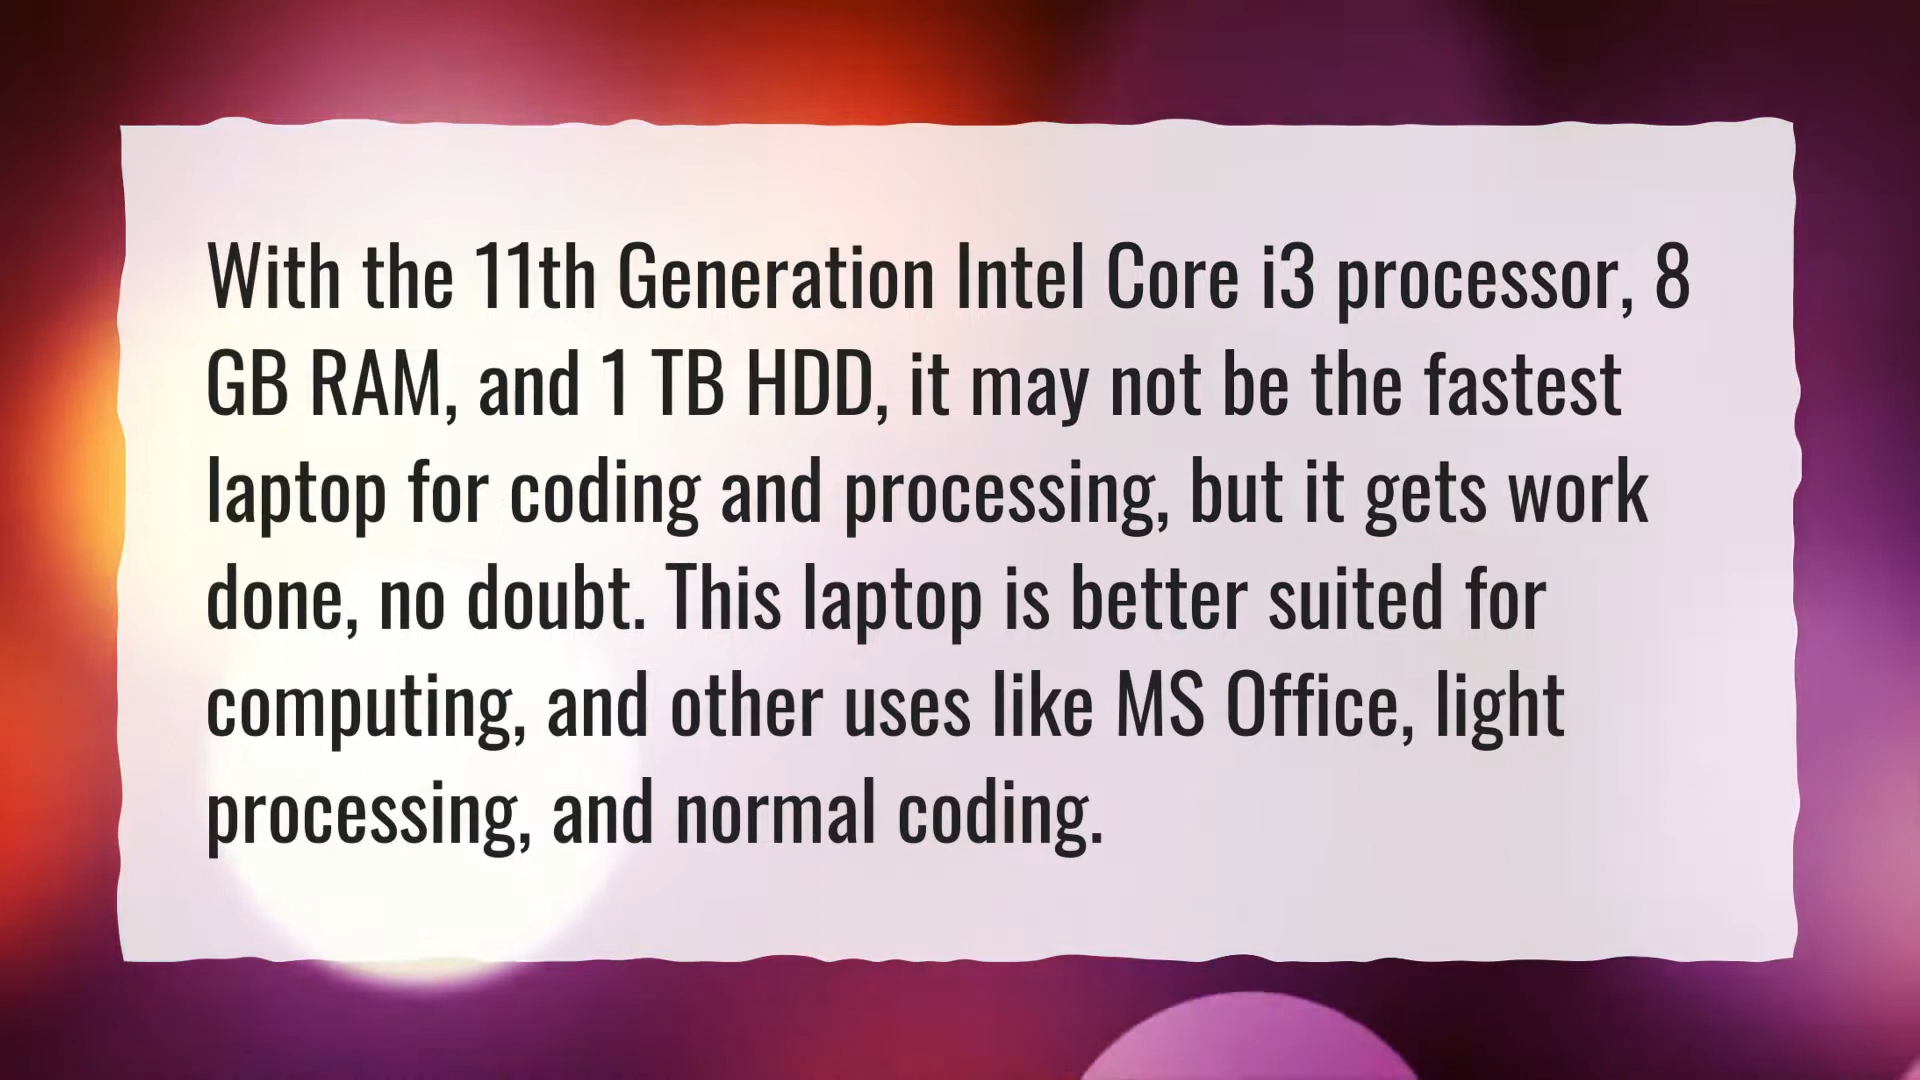 With the 11th Generation Intel Core i3 processor, 8
GB RAM, and 1 TB HDD, it may not be the fastest
laptop for coding and processing, but it gets work
done, no doubt. This laptop is better suited for
computing, and other uses like MS Office, light
processing, and normal coding.